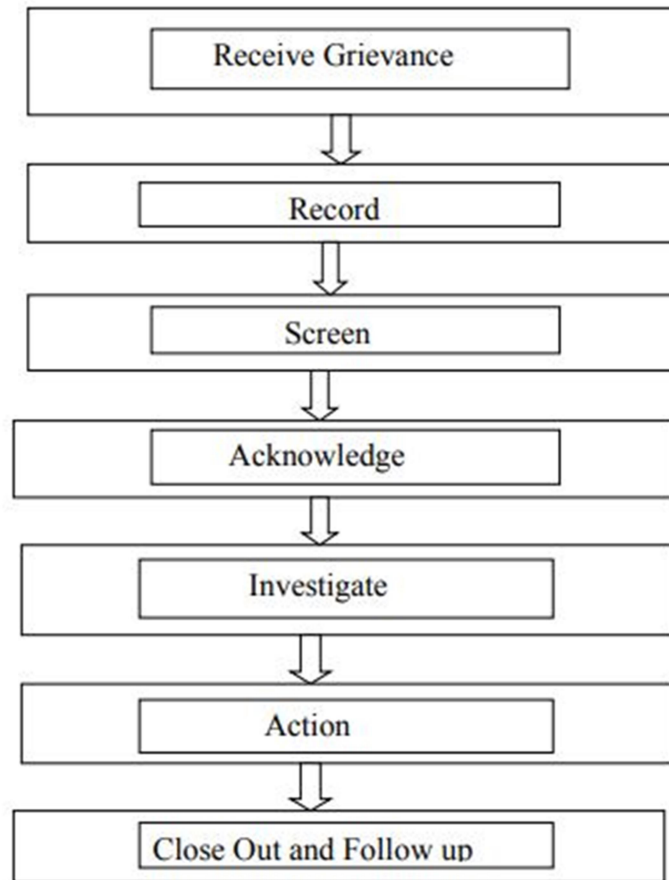 Receive Grievance
Record
Screen
Acknowledge
Investigate
Action
Close Out and Follow up